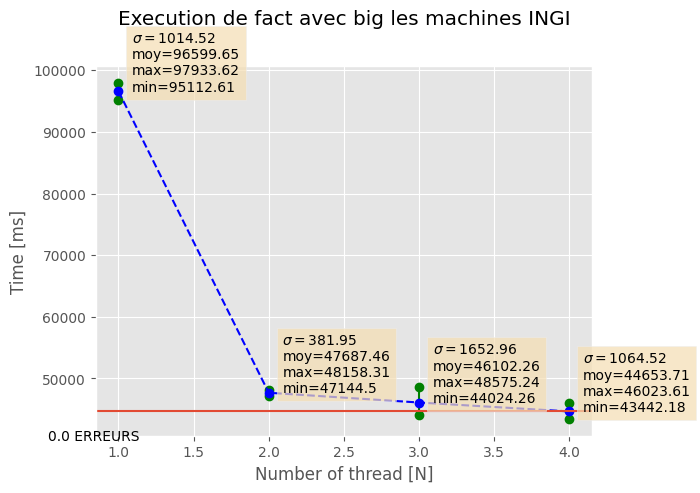 Execution de fact avec big les machines INGI
σ = 1014.52
moy=96599.65
max=97933.62
min=95112.61
100000
90000
80000
70000
60000
50000
Time [ms]
σ = 381.95
moy=47687.46
max=48158.31
min=47144.5
σ = 1652.96
moy=46102.26
max=48575.24
min=44024.26
σ = 1064.52
moy=44653.71
max=46023.61
min=43442.18
0.0 ERREURS
1.0 1.5 2.0 2.5 3.0 3.5 4.0
Number of thread [N]